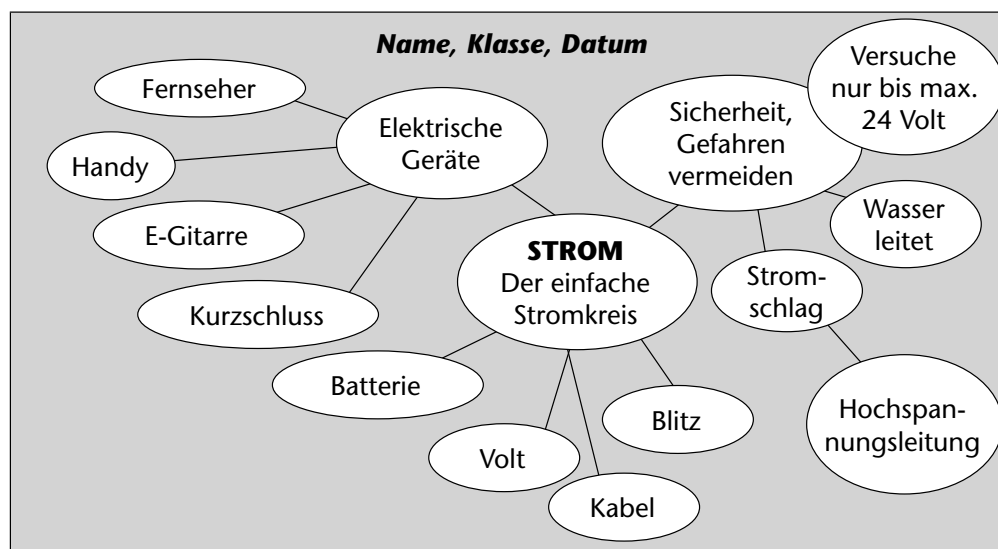 Name, Klasse, Datum
Fernseher
Handy
E-Gitarre
Kurzschluss
Elektrische
Geräte
Sicherheit,
Gefahren
vermeiden
Versuche
nur bis max.
24 Volt
Wasser
leitet
Strom-
schlag
Hochspan-
nungsleitung
STROM
Der einfache
Stromkreis
Batterie
Volt
Kabel
Blitz